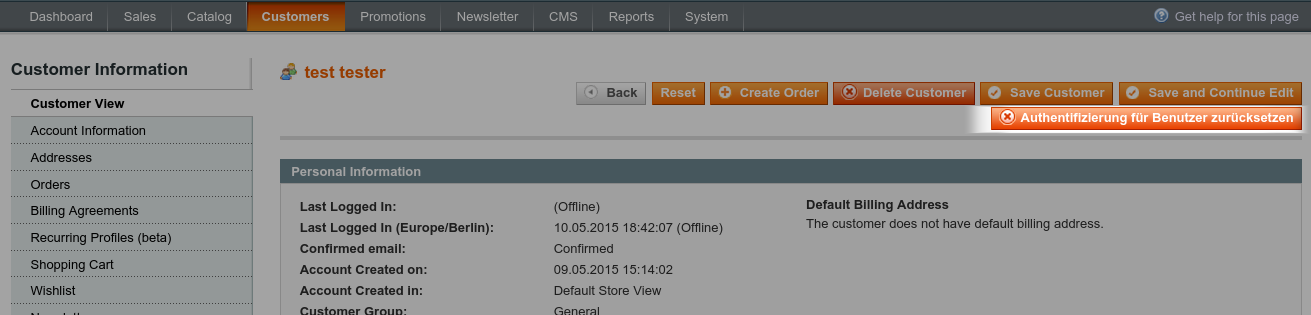 Dashboard Sales Catalog Customers Promotions Newsletter CMS Reports System Get help for this page
Customer Information
Customer View
Account Information
Addresses
Orders
Billing Agreements
Recurring Profiles (beta)
Shopping Cart
Wishlist
test tester
Back Reset Create Order Delete Customer Save Customer Save and Continue Edit
Authentifizierung für Benutzer zurücksetzen
Personal Information
Last Logged In: (Offline)
Last Logged In (Europe/Berlin): 10.05.2015 18:42:07 (Offline)
Confirmed email: Confirmed
Account Created on: 09.05.2015 15:14:02
Account Created in: Default Store View
Customer Group: General
Default Billing Address
The customer does not have default billing address.